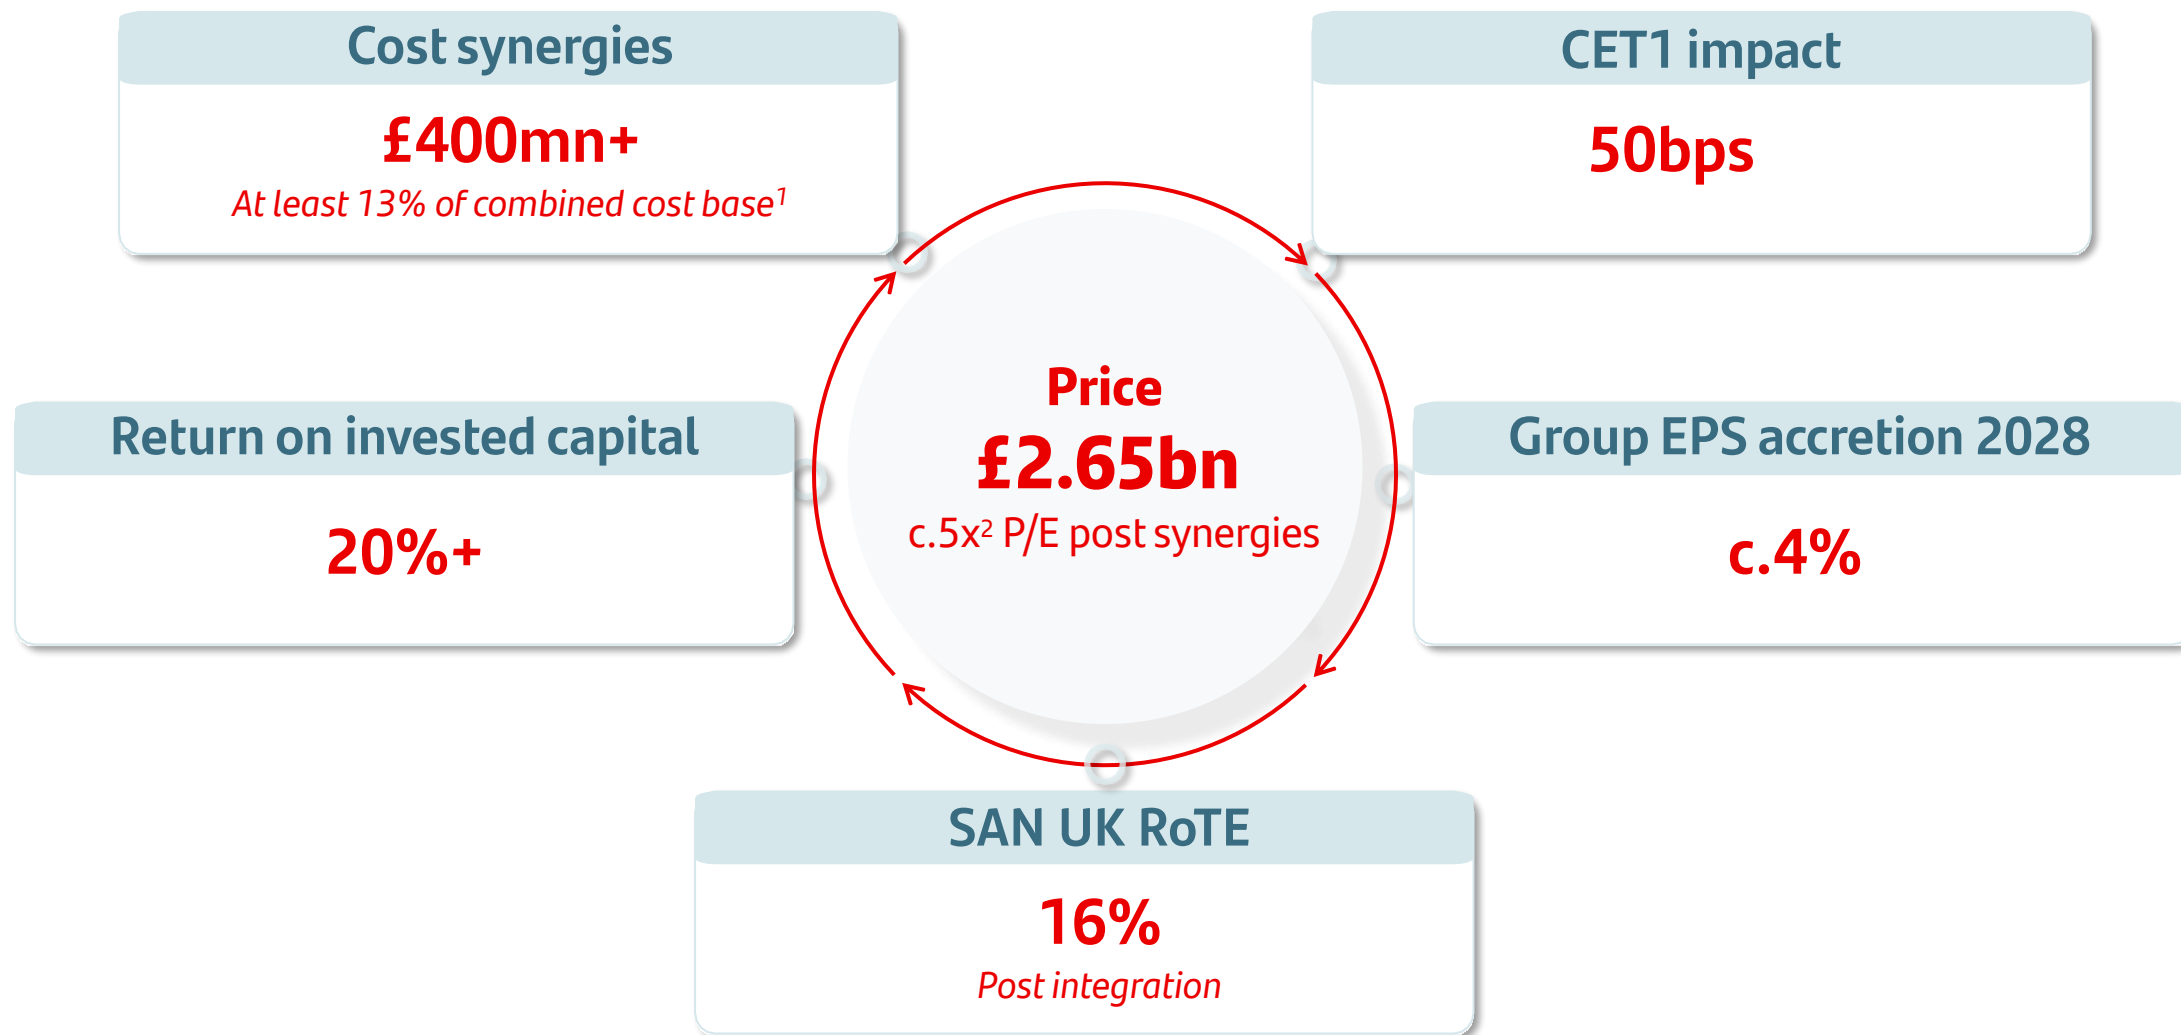 Cost synergies
£400mn+
At least 13% of combined cost base¹
CET1 impact
50bps
Return on invested capital
20%+
Price
£2.65bn
c.5x² P/E post synergies
Group EPS accretion 2028
c.4%
SAN UK RoTE
16%
Post integration